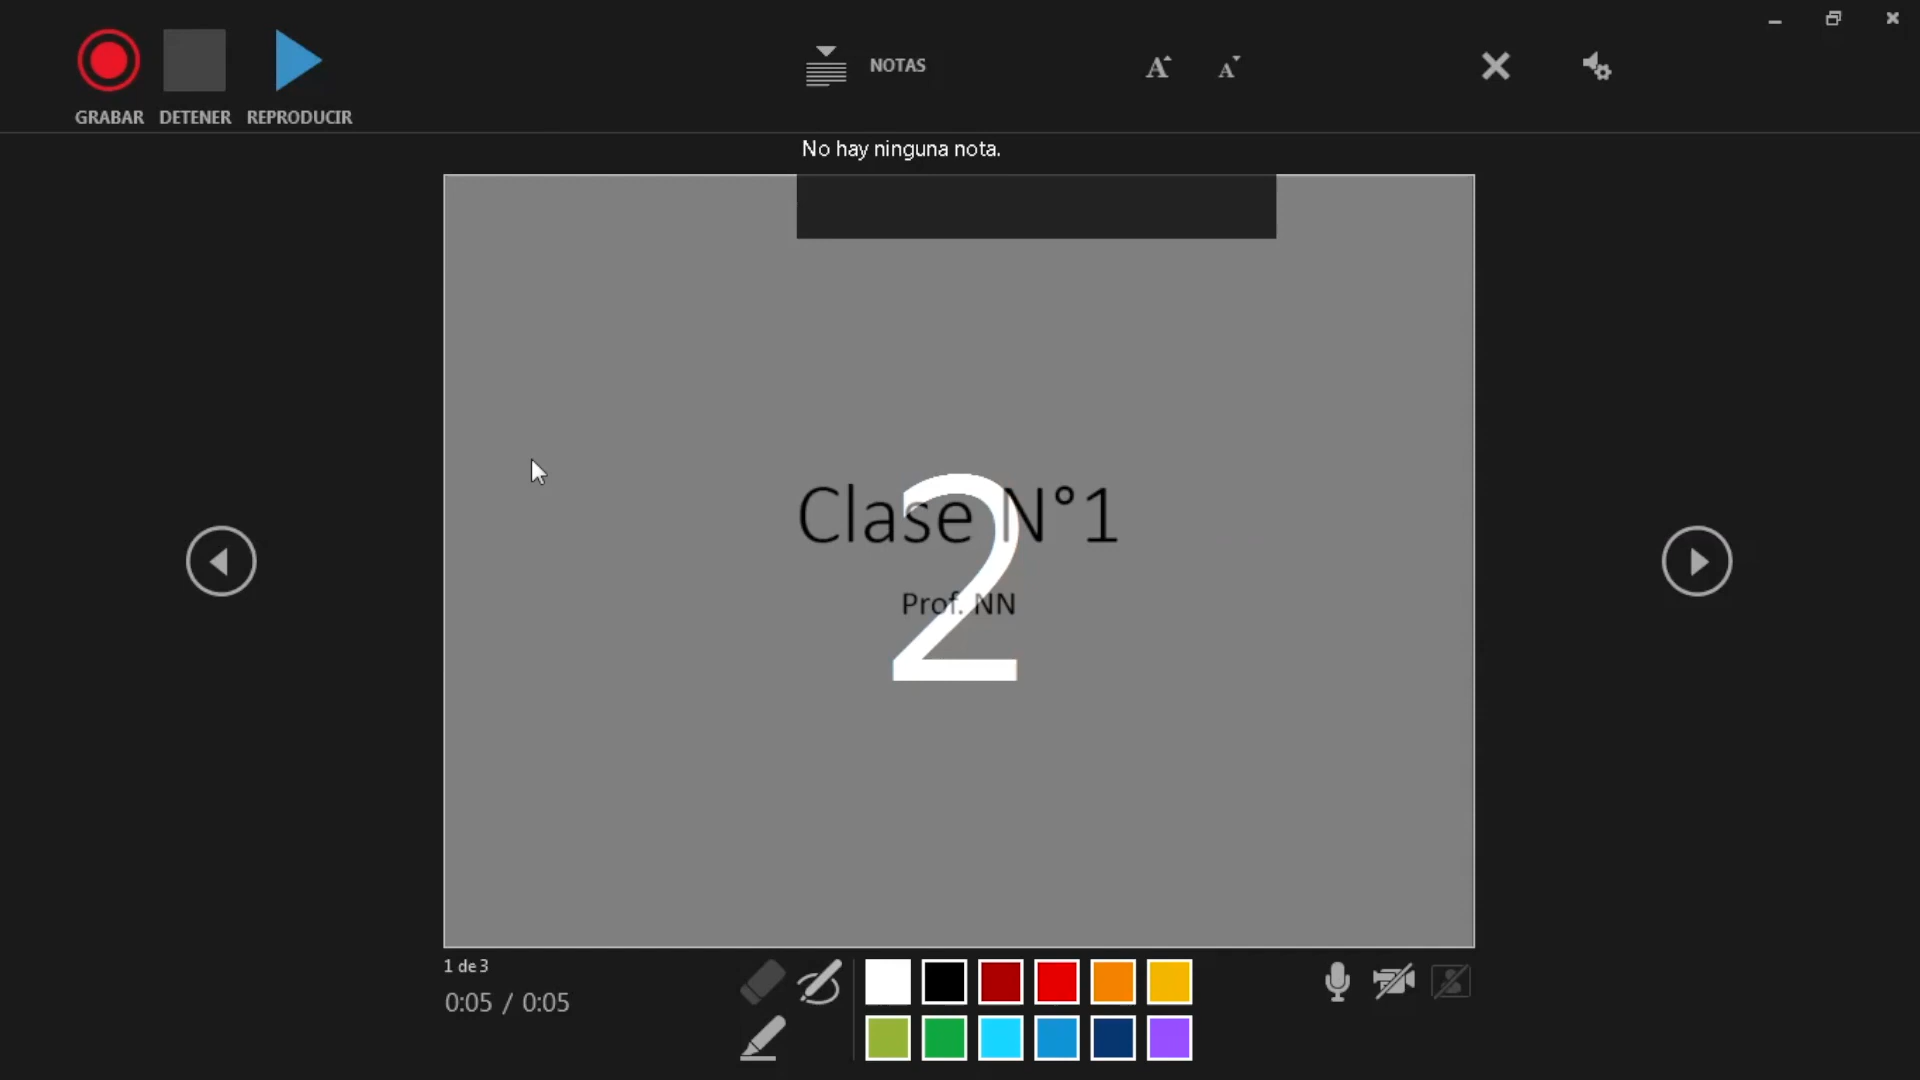 GRABAR DETENER REPRODUCIR
NOTAS
A A
No hay ninguna nota.
Clase N°1
2
Prof. NN
1 de 3
0:05 / 0:05